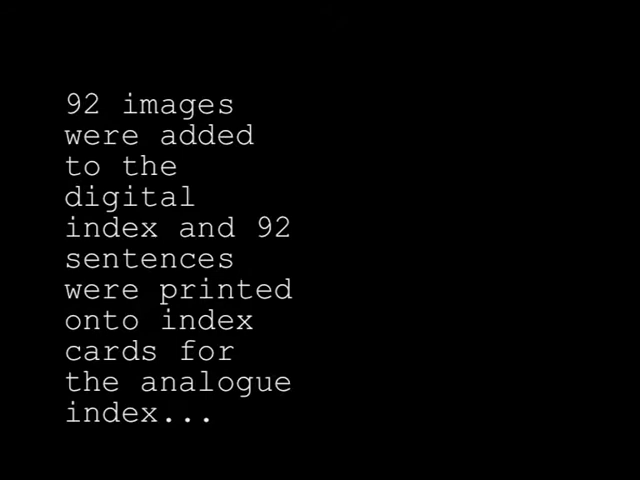 92 images
were added
to the
digital
index and 92
sentences
were printed
onto index
cards for
the analogue
index...